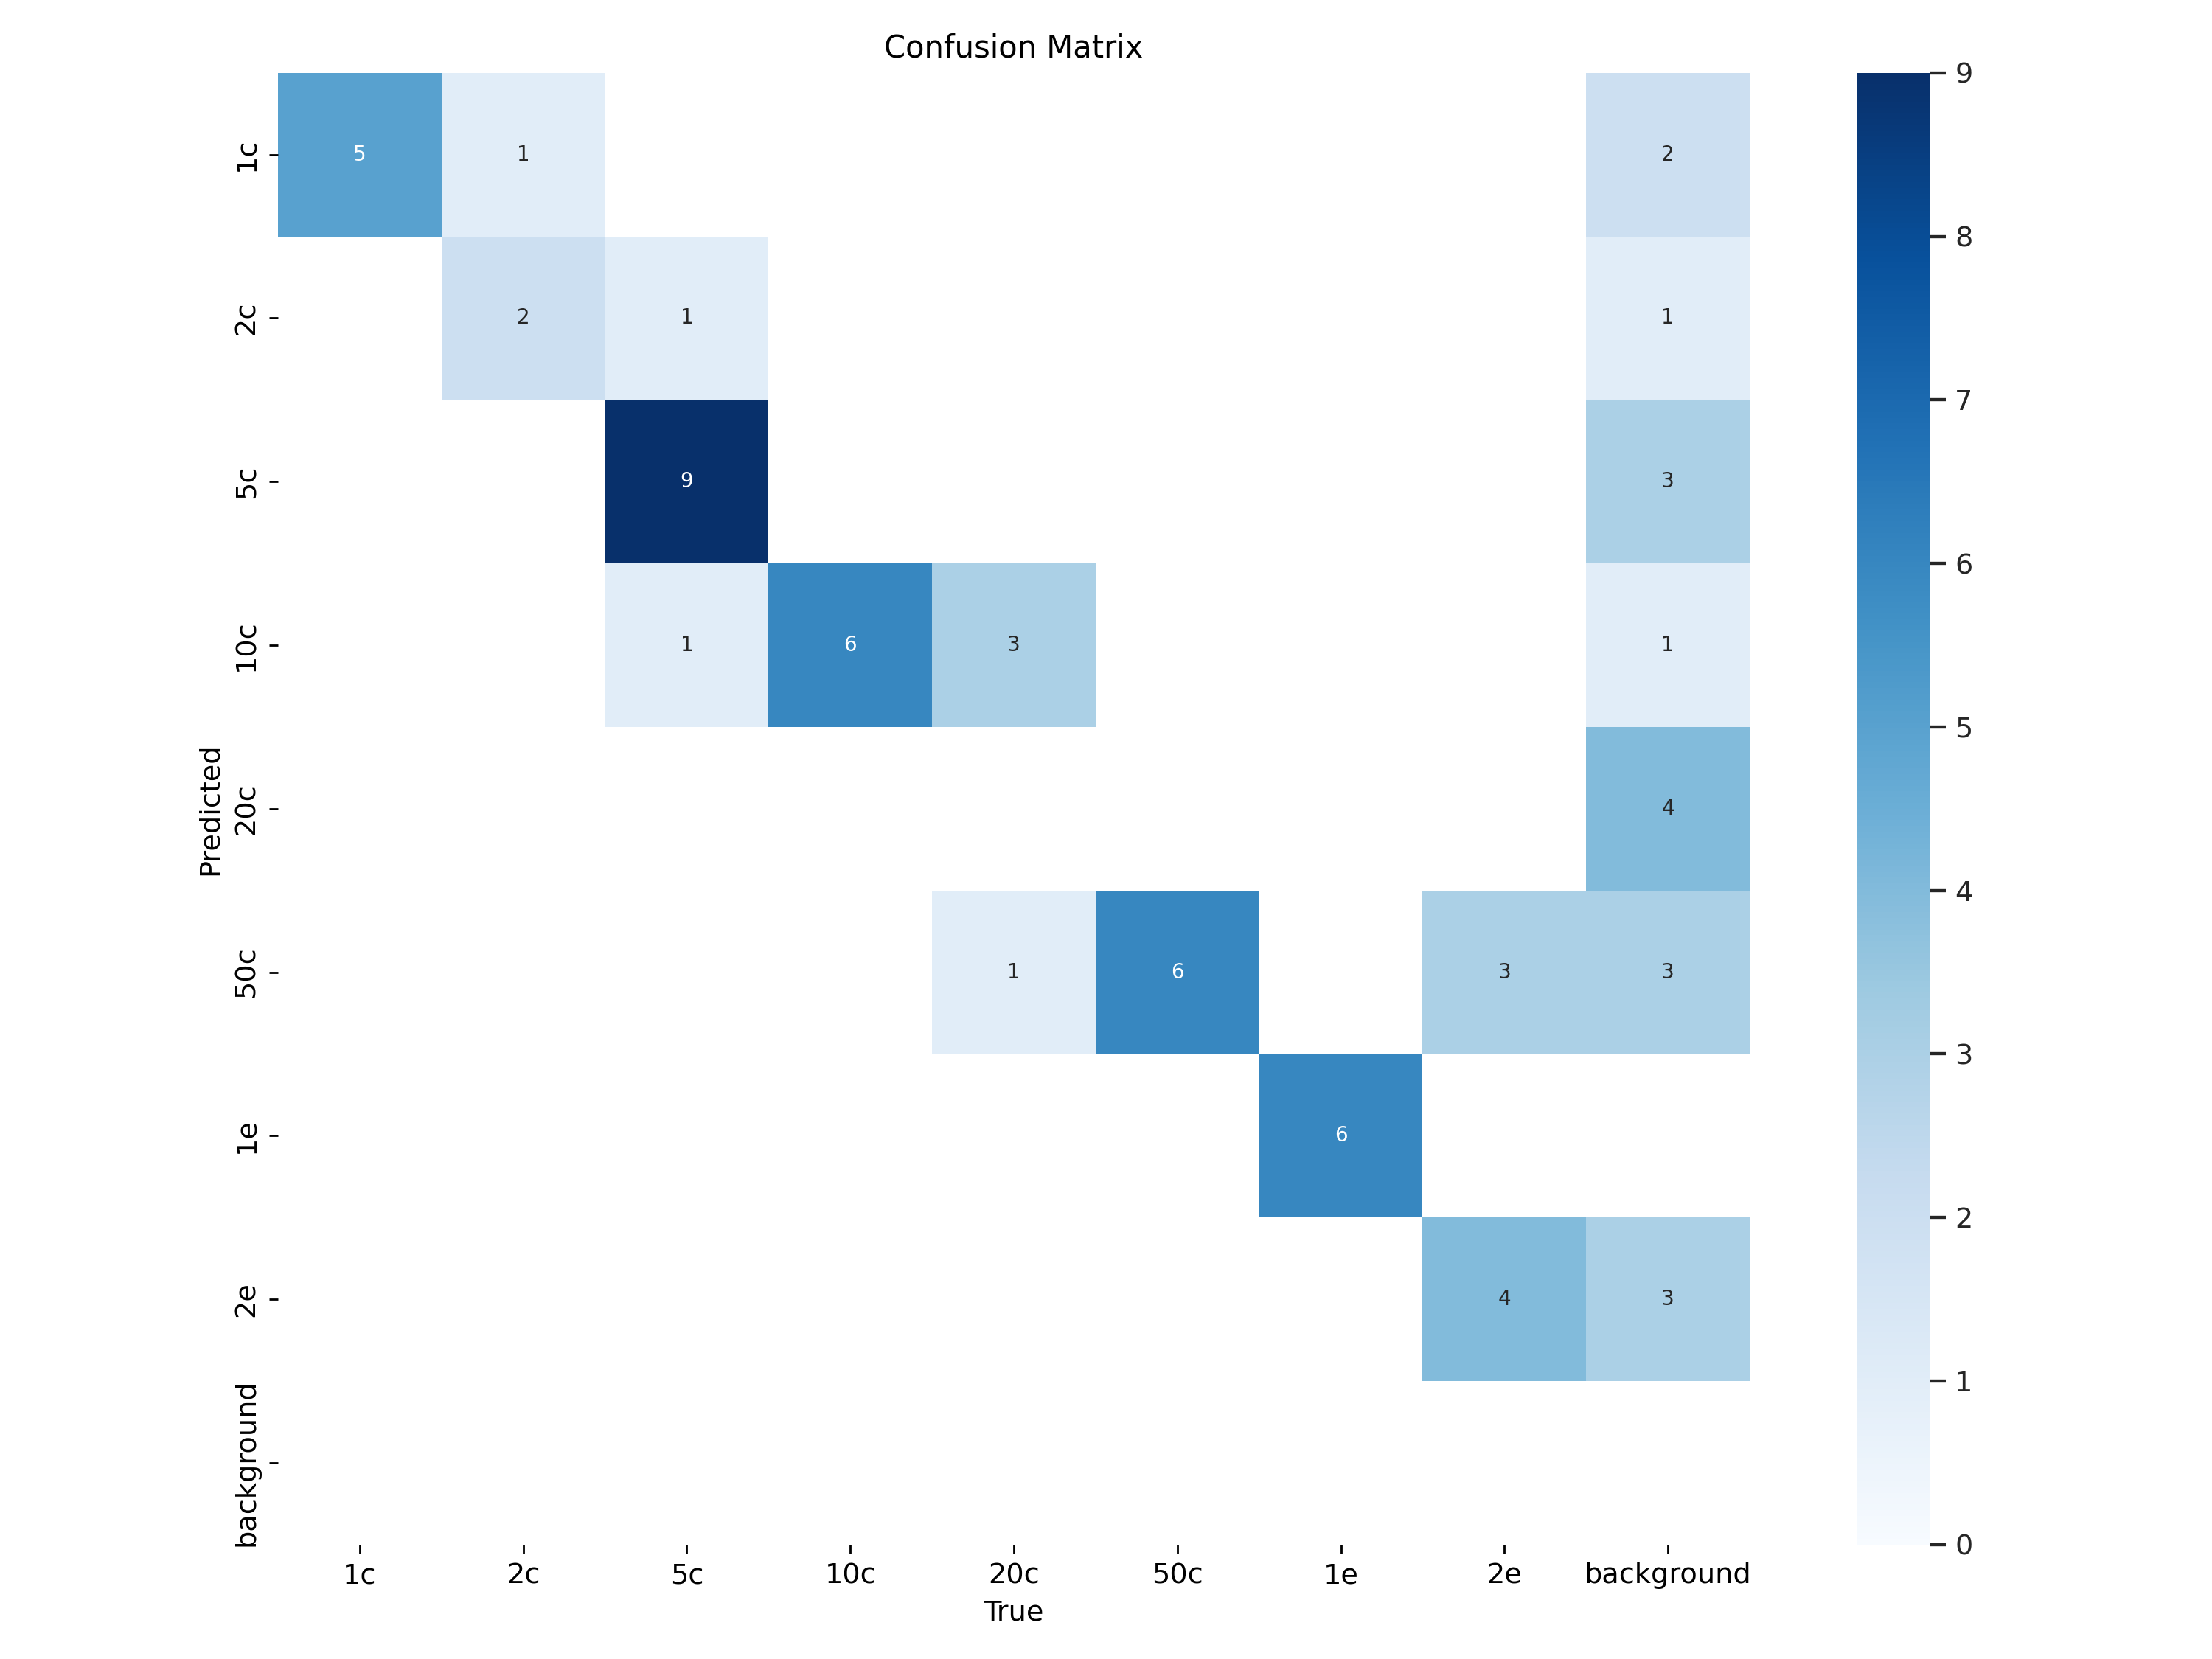 Confusion Matrix
1c 5 1 2
2c 2 1 1
5c 9 3
10c 1 6 3 1
20c 4
50c 1 6 3 3
1e 6
2e 4 3
background
Predicted
1c 2c 5c 10c 20c 50c 1e 2e background
True
9
8
7
6
5
4
3
2
1
0